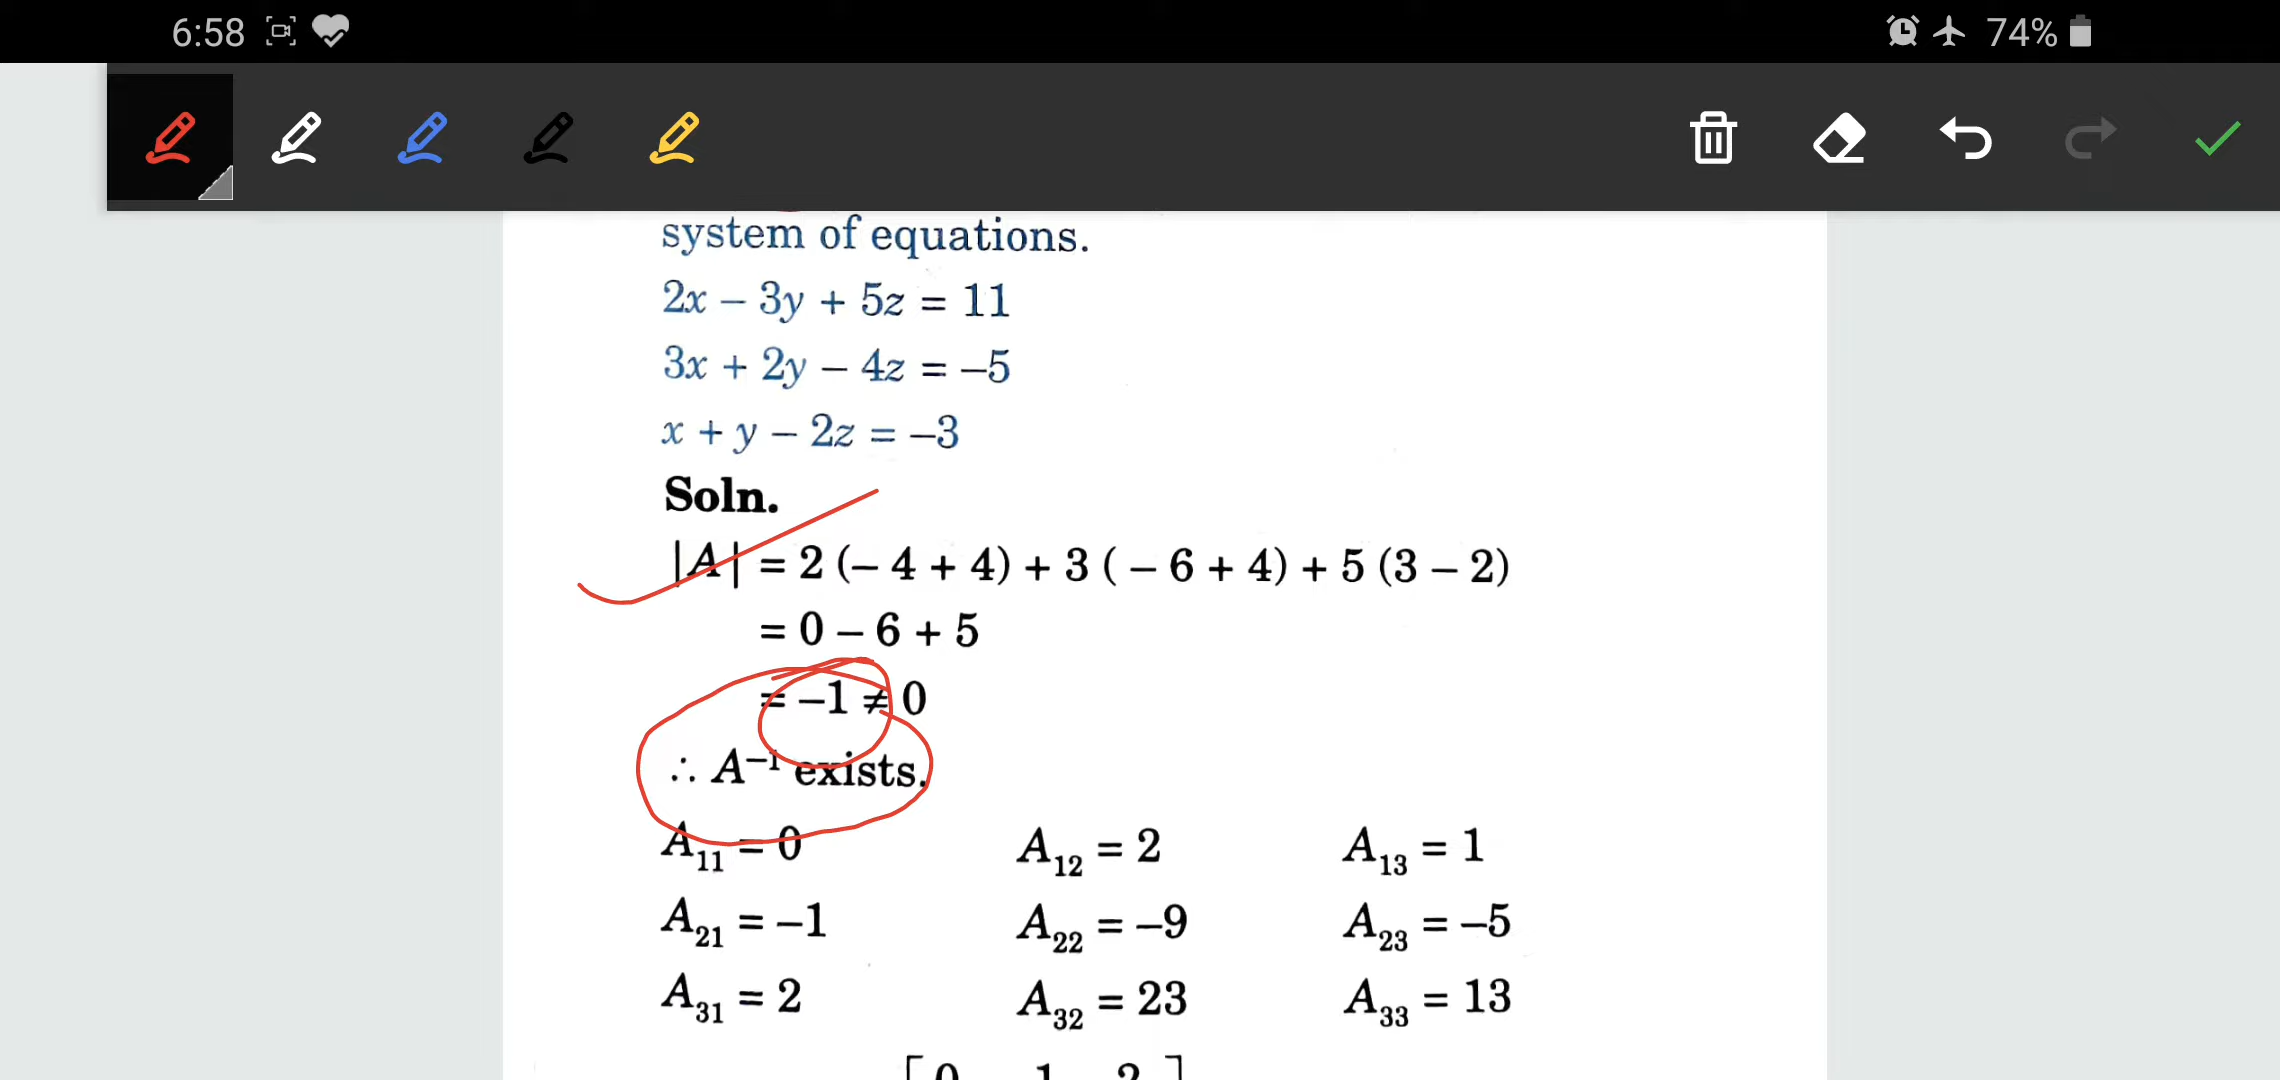 6:58 74%
system of equations.
2x – 3y + 5z = 11
3x + 2y – 4z = –5
x + y – 2z = –3
Soln.
|A| = 2 (– 4 + 4) + 3 ( – 6 + 4) + 5 (3 – 2)
= 0 – 6 + 5
= –1 ≠ 0
∴ A⁻¹ exists.
A₁₁ = 0 A₁₂ = 2 A₁₃ = 1
A₂₁ = –1 A₂₂ = –9 A₂₃ = –5
A₃₁ = 2 A₃₂ = 23 A₃₃ = 13